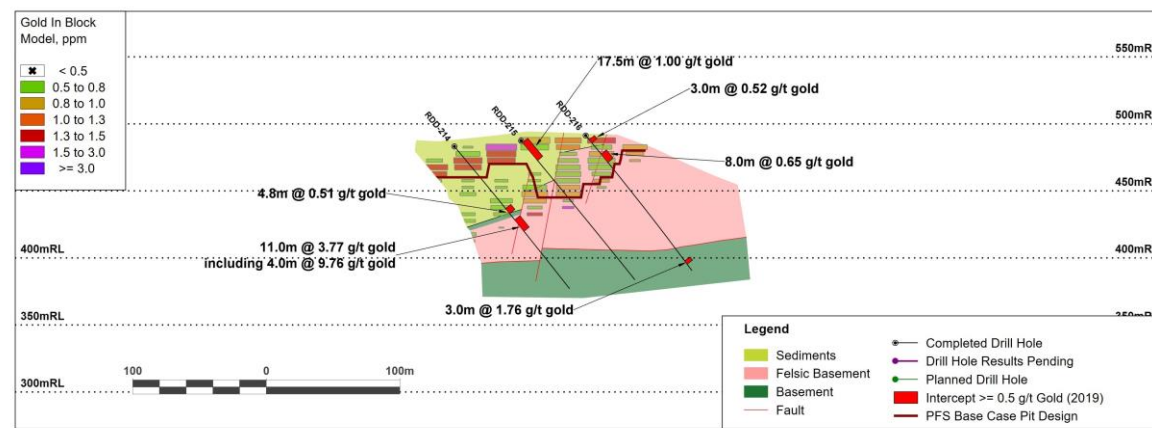 Gold In Block
Model, ppm
< 0.5
0.5 to 0.8
0.8 to 1.0
1.0 to 1.3
1.3 to 1.5
1.5 to 3.0
>= 3.0
550mRL
17.5m @ 1.00 g/t gold
3.0m @ 0.52 g/t gold
500mRL
RDD-214
RDD-215
RDD-216
8.0m @ 0.65 g/t gold
4.8m @ 0.51 g/t gold
450mRL
11.0m @ 3.77 g/t gold
including 4.0m @ 9.76 g/t gold
400mRL
400mRL
3.0m @ 1.76 g/t gold
350mRL
350mRL
300mRL
100 0 100m
Legend
Sediments
Felsic Basement
Basement
Fault
Completed Drill Hole
Drill Hole Results Pending
Planned Drill Hole
Intercept >= 0.5 g/t Gold (2019)
PFS Base Case Pit Design